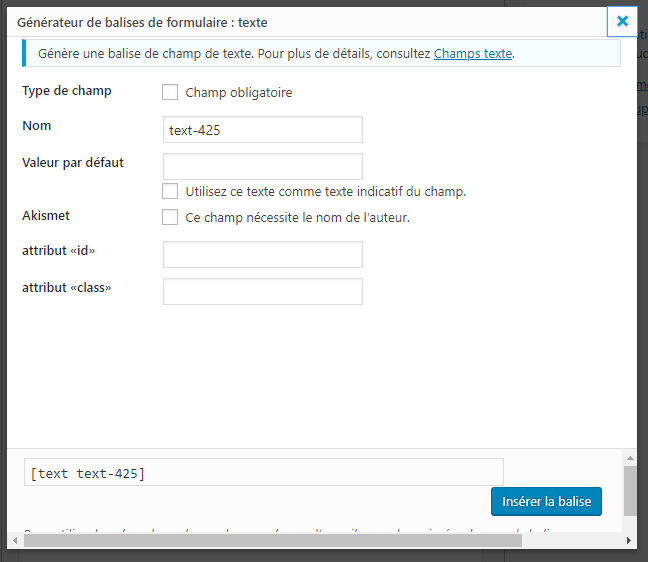 Générateur de balises de formulaire : texte
Génère une balise de champ de texte. Pour plus de détails, consultez Champs texte.
Type de champ
Champ obligatoire
Nom
text-425
Valeur par défaut
Utilisez ce texte comme texte indicatif du champ.
Akismet
Ce champ nécessite le nom de l’auteur.
attribut «id»
attribut «class»
[text text-425]
Insérer la balise